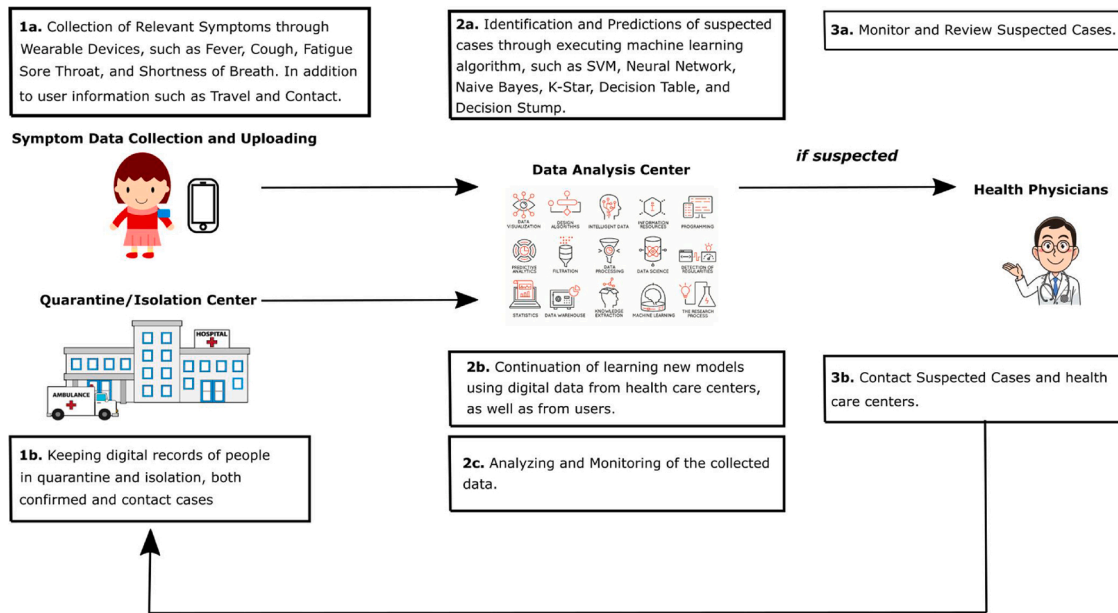 1a. Collection of Relevant Symptoms through
Wearable Devices, such as Fever, Cough, Fatigue
Sore Throat, and Shortness of Breath. In addition
to user information such as Travel and Contact.
2a. Identification and Predictions of suspected
cases through executing machine learning
algorithm, such as SVM, Neural Network,
Naive Bayes, K-Star, Decision Table, and
Decision Stump.
3a. Monitor and Review Suspected Cases.
Symptom Data Collection and Uploading
Data Analysis Center
if suspected
Health Physicians
DATA
VISUALIZATION
DESIGN
ALGORITHMS
INTELLIGENT DATA
INFORMATION
RESOURCES
PROGRAMMING
PREDICTIVE
ANALYTICS
FILTRATION
DATA
PROCESSING
DATA SCIENCE
DETECTION OF
REGULARITIES
STATISTICS
DATA WAREHOUSE
KNOWLEDGE
EXTRACTION
MACHINE LEARNING
THE RESEARCH
PROCESS
Quarantine/Isolation Center
HOSPITAL
AMBULANCE
1b. Keeping digital records of people
in quarantine and isolation, both
confirmed and contact cases
2b. Continuation of learning new models
using digital data from health care centers,
as well as from users.
2c. Analyzing and Monitoring of the collected
data.
3b. Contact Suspected Cases and health
care centers.